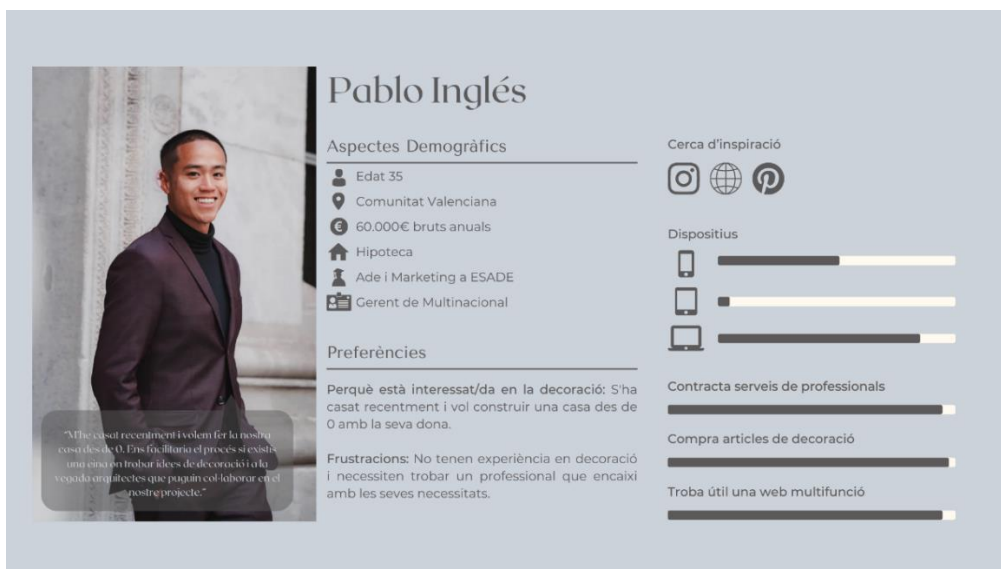 Pablo Inglés
Aspectes Demogràfics
Edat 35
Comunitat Valenciana
60.000€ bruts anuals
Hipoteca
Ade i Marketing a ESADE
Gerent de Multinacional
Preferències
Perquè està interessat/da en la decoració: S'ha
casat recentment i vol construir una casa des de
0 amb la seva dona.
Frustracions: No tenen experiència en decoració
i necessiten trobar un professional que encaixi
amb les seves necessitats.
"M'he casat recentment i volem fer la nostra
casa des de 0. Ens facilitaria el procés si existís
una eina on trobar idees de decoració i a la
vegada arquitectes que puguin col·laborar en el
nostre projecte."
Cerca d'inspiració
Dispositius
Contracta serveis de professionals
Compra articles de decoració
Troba útil una web multifunció